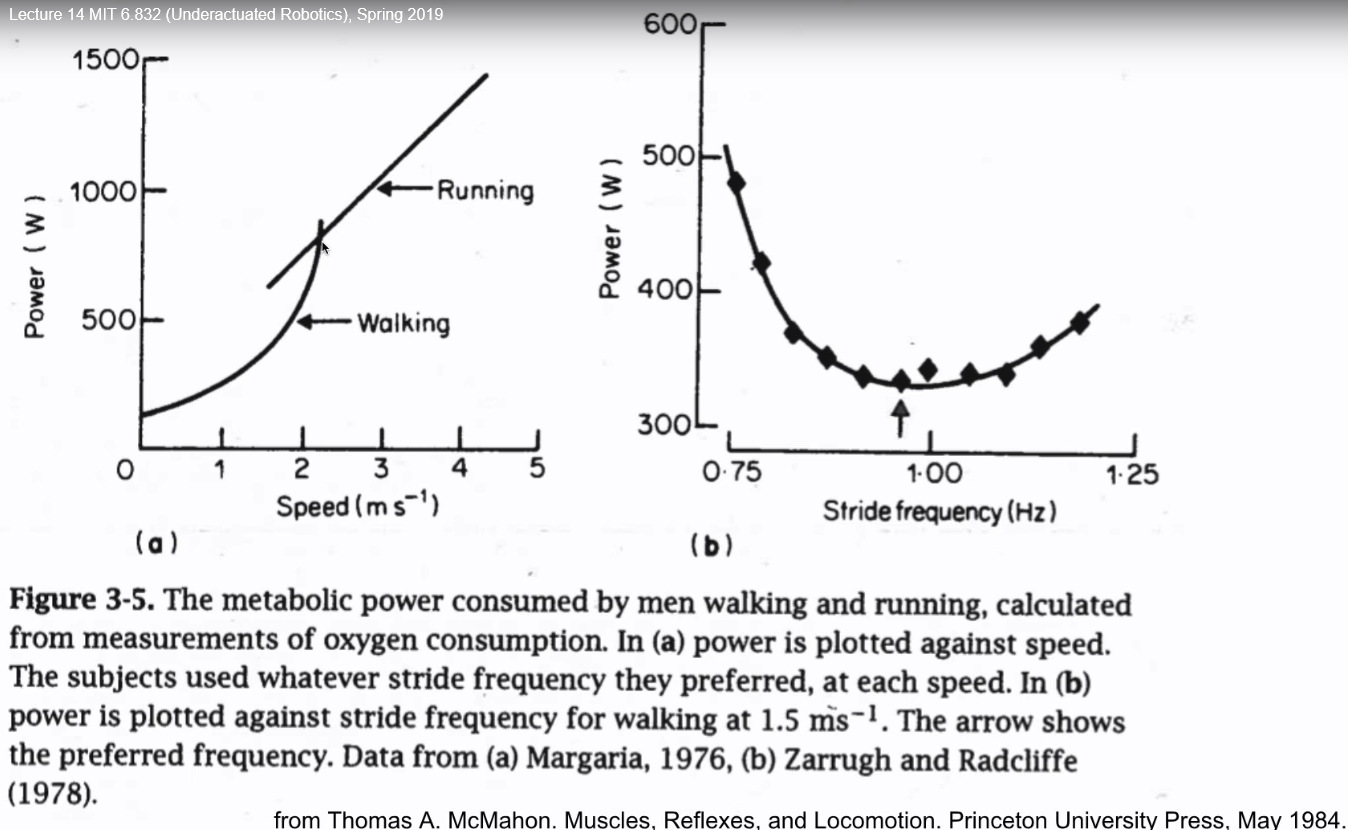 Lecture 14 MIT 6.832 (Underactuated Robotics), Spring 2019
1500
1000
500
Power (W)
Running
Walking
0 1 2 3 4 5
Speed (m s⁻¹)
(a)
600
500
400
300
Power (W)
0·75 1·00 1·25
Stride frequency (Hz)
(b)
Figure 3-5. The metabolic power consumed by men walking and running, calculated
from measurements of oxygen consumption. In (a) power is plotted against speed.
The subjects used whatever stride frequency they preferred, at each speed. In (b)
power is plotted against stride frequency for walking at 1.5 ms⁻¹. The arrow shows
the preferred frequency. Data from (a) Margaria, 1976, (b) Zarrugh and Radcliffe
(1978).
from Thomas A. McMahon. Muscles, Reflexes, and Locomotion. Princeton University Press, May 1984.